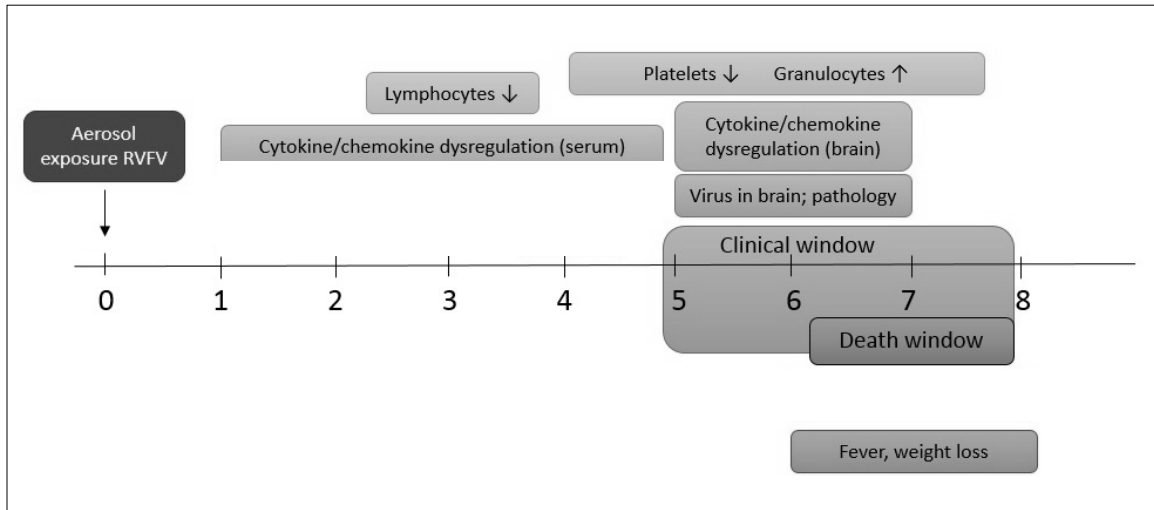 Platelets ↓ Granulocytes ↑
Lymphocytes ↓
Aerosol
exposure RVFV
Cytokine/chemokine dysregulation (serum)
Cytokine/chemokine
dysregulation (brain)
Virus in brain; pathology
Clinical window
0 1 2 3 4 5 6 7 8
Death window
Fever, weight loss